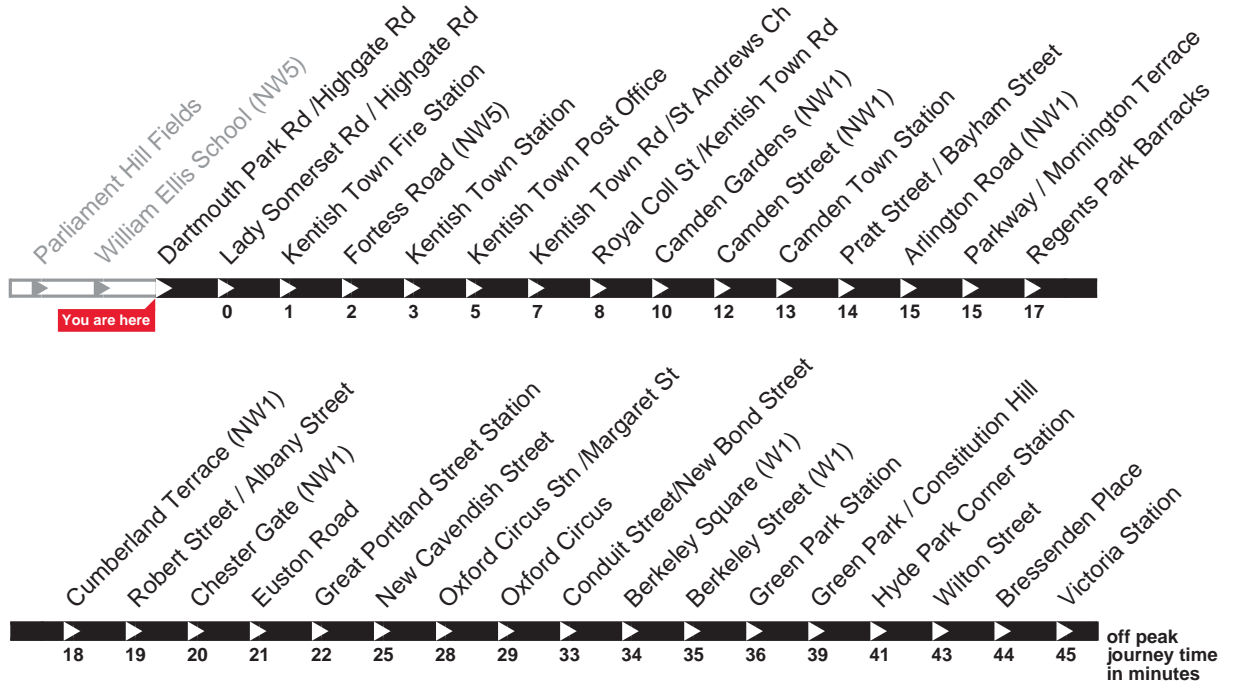 Parliament Hill Fields
William Ellis School (NW5)
Dartmouth Park Rd /Highgate Rd
Lady Somerset Rd / Highgate Rd
Kentish Town Fire Station
Fortess Road (NW5)
Kentish Town Station
Kentish Town Post Office
Kentish Town Rd /St Andrews Ch
Royal Coll St /Kentish Town Rd
Camden Gardens (NW1)
Camden Street (NW1)
Camden Town Station
Pratt Street / Bayham Street
Arlington Road (NW1)
Parkway / Mornington Terrace
Regents Park Barracks
You are here
0 1 2 3 5 7 8 10 12 13 14 15 15 17
Cumberland Terrace (NW1)
Robert Street / Albany Street
Chester Gate (NW1)
Euston Road
Great Portland Street Station
New Cavendish Street
Oxford Circus Stn /Margaret St
Oxford Circus
Conduit Street/New Bond Street
Berkeley Square (W1)
Berkeley Street (W1)
Green Park Station
Green Park / Constitution Hill
Hyde Park Corner Station
Wilton Street
Bressenden Place
Victoria Station
18 19 20 21 22 25 28 29 33 34 35 36 39 41 43 44 45
off peak
journey time
in minutes